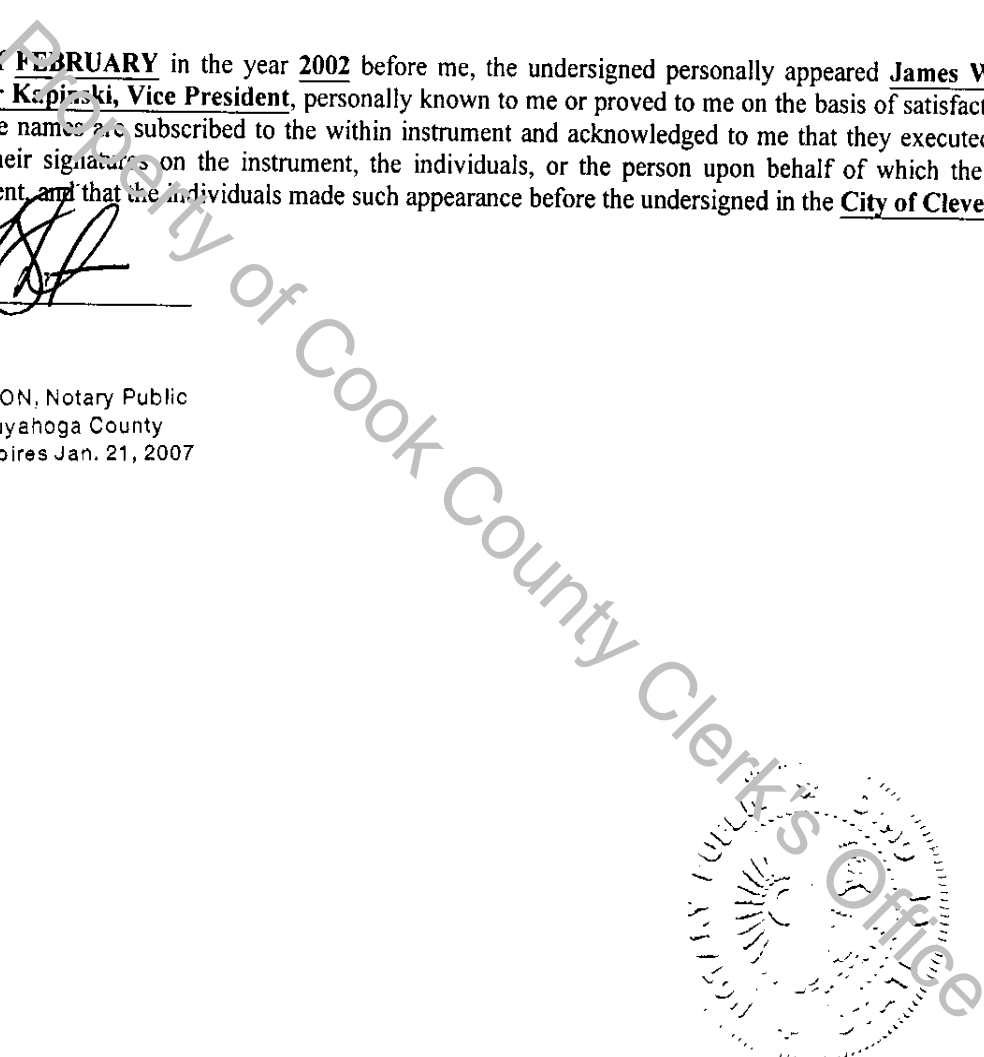 FEBRUARY in the year 2002 before me, the undersigned personally appeared James W
Kapinski, Vice President, personally known to me or proved to me on the basis of satisfact
e names are subscribed to the within instrument and acknowledged to me that they executed
heir signatures on the instrument, the individuals, or the person upon behalf of which the
ent, and that the individuals made such appearance before the undersigned in the City of Cleve
ON, Notary Public
uyahoga County
pires Jan. 21, 2007
Property of Cook County Clerk's Office